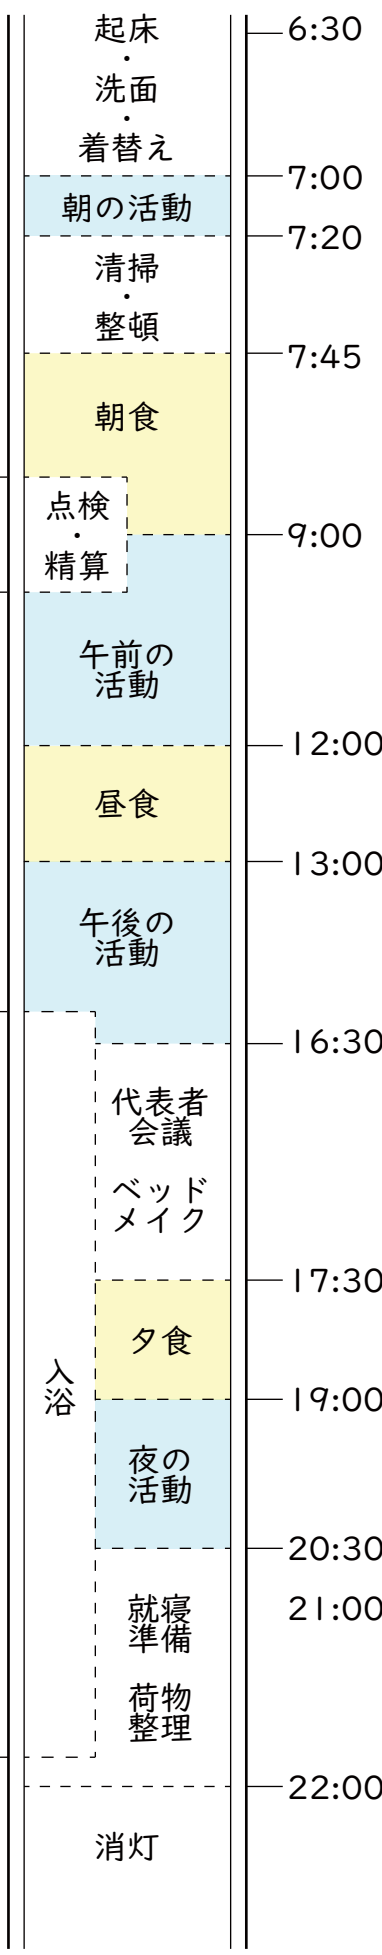 起床
・
洗面
・
着替え
6:30
7:00
朝の活動
7:20
清掃
・
整頓
7:45
朝食
点検
・
精算
9:00
午前の
活動
12:00
昼食
13:00
午後の
活動
16:30
代表者
会議
ベッド
メイク
17:30
夕食
入浴
19:00
夜の
活動
20:30
就寝
準備
21:00
荷物
整理
22:00
消灯